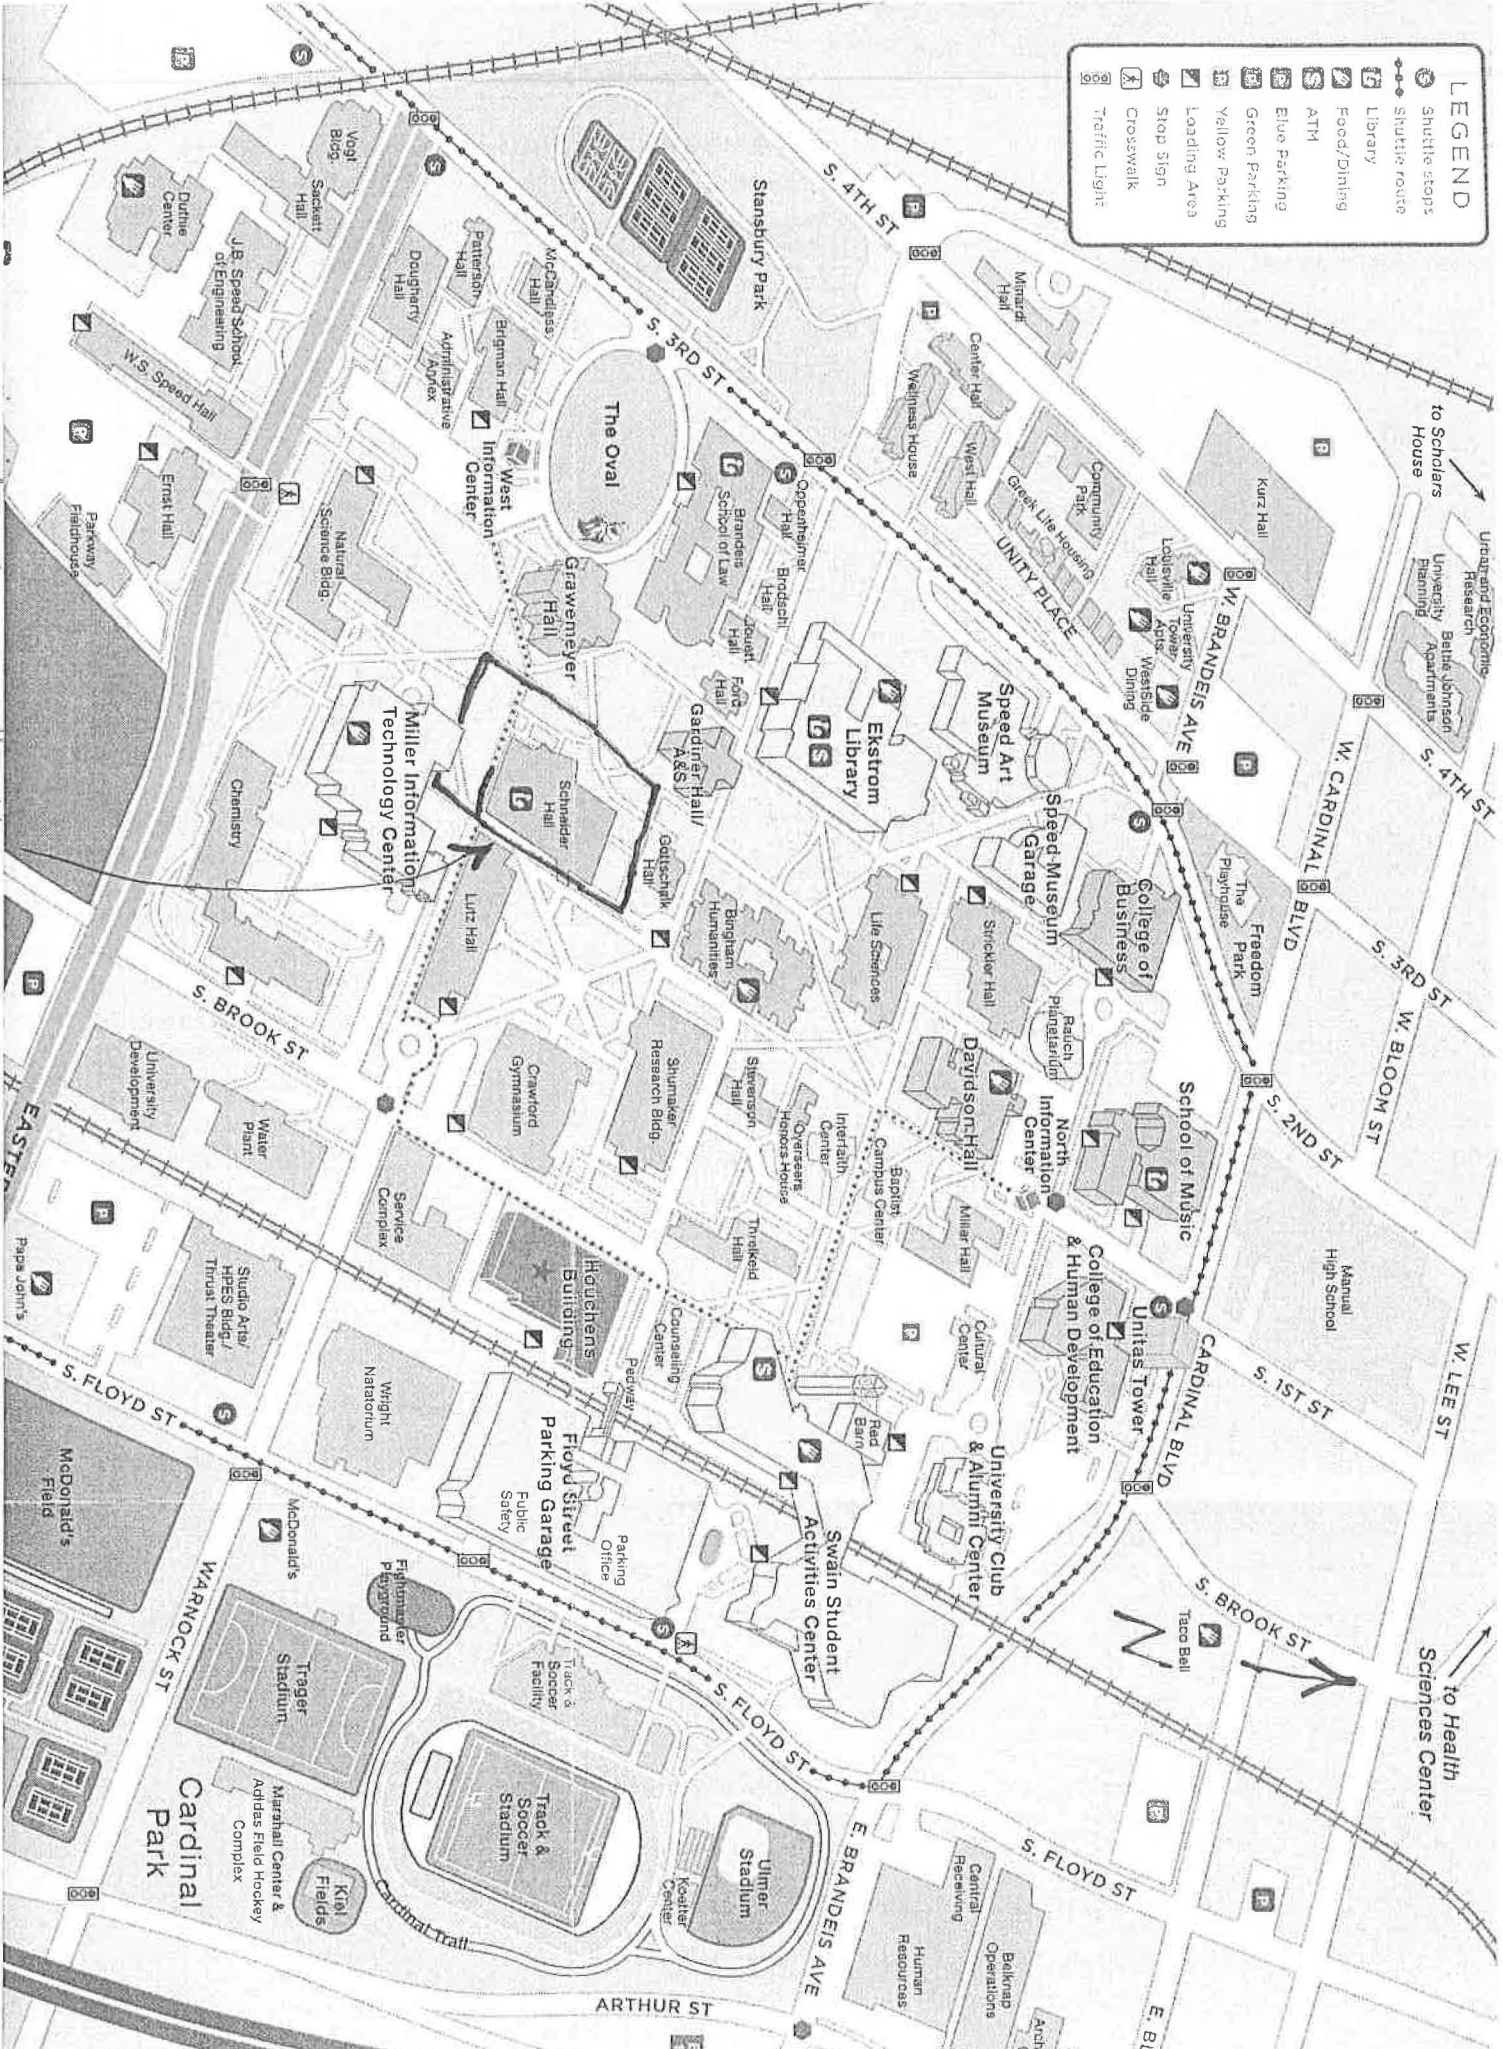 LEGEND
Shuttle stops
Shuttle route
Library
Food/Dining
ATM
Blue Parking
Green Parking
Yellow Parking
Loading Area
Stop Sign
Crosswalk
Traffic Light
to Scholars
House
Urban and Economic
Research
University
Planning
Bettie Johnson
Apartments
S. 4TH ST
Minardi
Hall
Kurz Hall
S. 4TH ST
W. CARDINAL BLVD
W. BRANDEIS AVE
Stansbury Park
Center Hall
Wellness House
West Hall
Community
Park
Greek Life Housing
UNITY PLACE
Louisville
Hall
University
Tower
Apts.
Westside
Dining
S. 3RD ST
S. 3RD ST
W. BLOOM ST
The
Playhouse
Freedom
Park
Vogt
Bldg.
Sackett
Hall
Duthie
Center
J.B. Speed School
of Engineering
W.S. Speed Hall
Ernst Hall
Parkway
Fieldhouse
Dougherty
Hall
Patterson
Hall
McCandless
Hall
Brigman Hall
Administrative
Annex
The Oval
West
Information
Center
Natural
Science Bldg.
Grawemeyer
Hall
Brandeis
School of Law
Oppenheimer
Hall
Brodschi
Hall
Jouett
Hall
Ford
Hall
Gardiner Hall/
A&S
Ekstrom
Library
Speed Art
Museum
Speed Museum
Garage
College of
Business
Miller Information
Technology Center
Schneider
Hall
Gottschalk
Hall
Chemistry
Lutz Hall
Bingham
Humanities
Life Sciences
Strickler Hall
Rauch
Planetarium
Davidson Hall
North
Information
Center
School of Music
S. 2ND ST
Manual
High School
W. LEE ST
S. BROOK ST
University
Development
Water
Plant
Crawford
Gymnasium
Shumaker
Research Bldg.
Stevenson
Hall
Overseers
Honors House
Interfaith
Center
Baptist
Campus Center
Miller Hall
Threlkeld
Hall
College of Education
& Human Development
Unitas Tower
CARDINAL BLVD
S. 1ST ST
Cultural
Center
Service
Complex
Houchens
Building
Counseling
Center
Pedway
Red
Barn
University Club
& Alumni Center
EASTER
Papa John's
Studio Arts/
HPES Bldg./
Thrust Theater
Wright
Natatorium
Floyd Street
Parking Garage
Public
Safety
Parking
Office
Swain Student
Activities Center
S. FLOYD ST
McDonald's
Field
McDonald's
WARNOCK ST
Fightmaster
Playground
Trager
Stadium
Track &
Soccer
Facility
S. FLOYD ST
Taco Bell
N
S. BROOK ST
to Health
Sciences Center
Cardinal
Park
Marshall Center &
Adidas Field Hockey
Complex
Kiel
Fields
Cardinal Trail
Track &
Soccer
Stadium
Koetter
Center
Ulmer
Stadium
E. BRANDEIS AVE
S. FLOYD ST
Central
Receiving
Human
Resources
Belknap
Operations
Arch
ARTHUR ST
E. BL